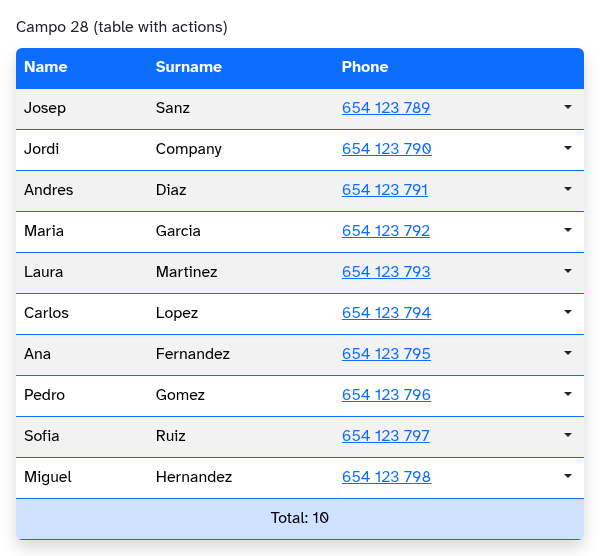 Campo 28 (table with actions)
Name Surname Phone
Josep Sanz 654 123 789
Jordi Company 654 123 790
Andres Diaz 654 123 791
Maria Garcia 654 123 792
Laura Martinez 654 123 793
Carlos Lopez 654 123 794
Ana Fernandez 654 123 795
Pedro Gomez 654 123 796
Sofia Ruiz 654 123 797
Miguel Hernandez 654 123 798
Total: 10